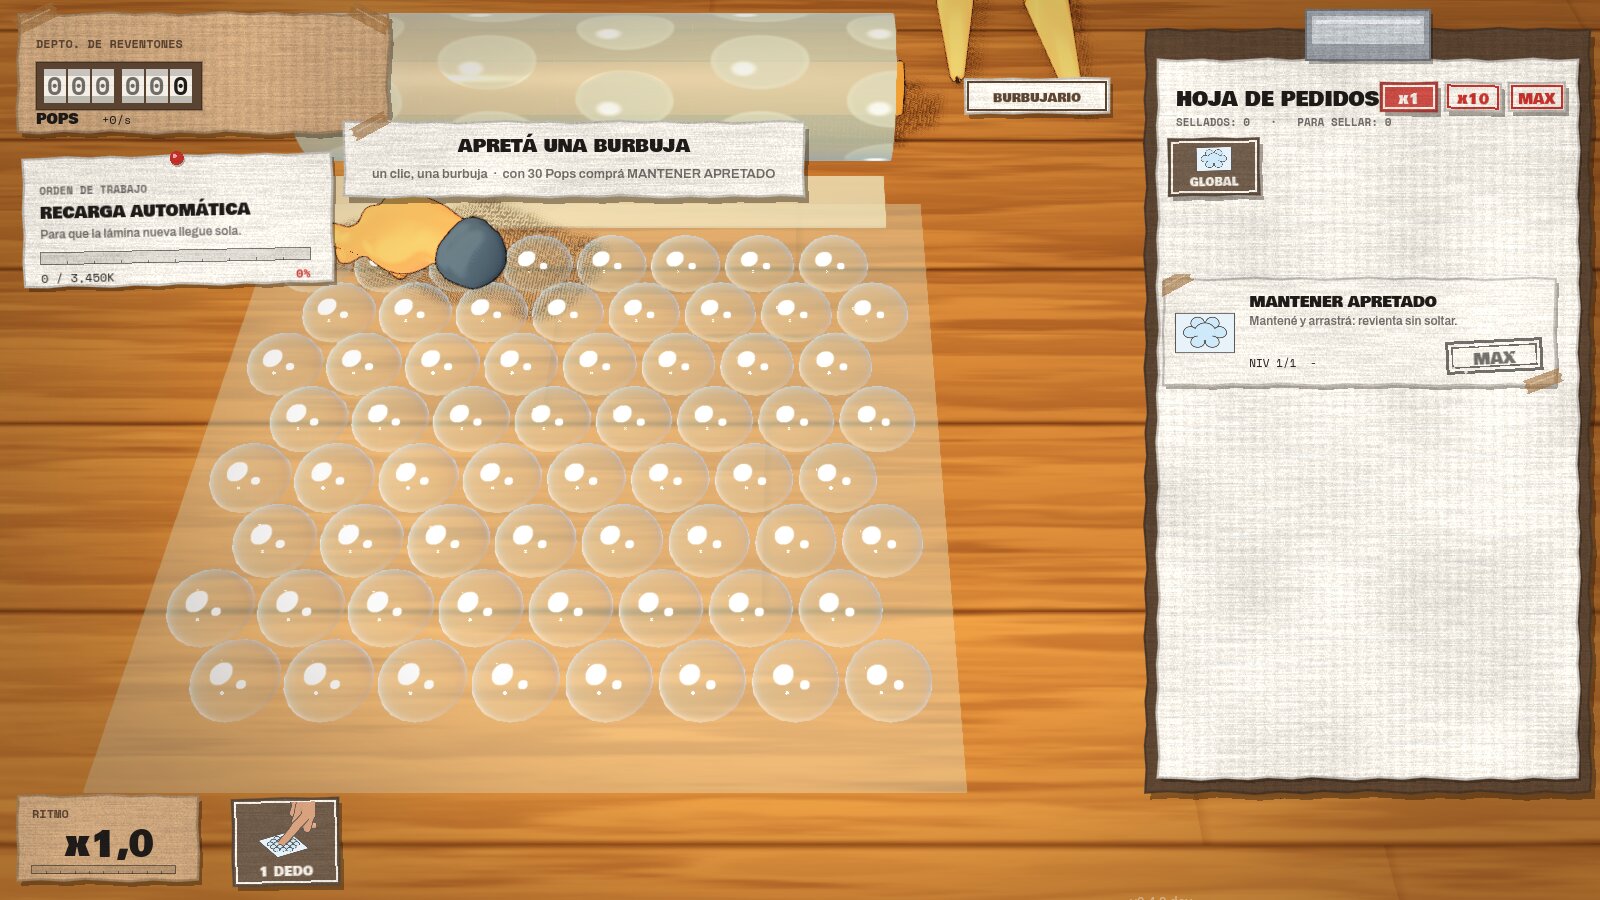 DEPTO. DE REVENTONES
000000
POPS +0/s
ORDEN DE TRABAJO
RECARGA AUTOMÁTICA
Para que la lámina nueva llegue sola.
0 / 3.450K 0%
APRETÁ UNA BURBUJA
un clic, una burbuja · con 30 Pops comprá MANTENER APRETADO
BURBUJARIO
HOJA DE PEDIDOS x1 x10 MAX
SELLADOS: 0 · PARA SELLAR: 0
GLOBAL
MANTENER APRETADO
Mantené y arrastrá: revienta sin soltar.
NIV 1/1 -
MAX
RITMO
x1,0
1 DEDO